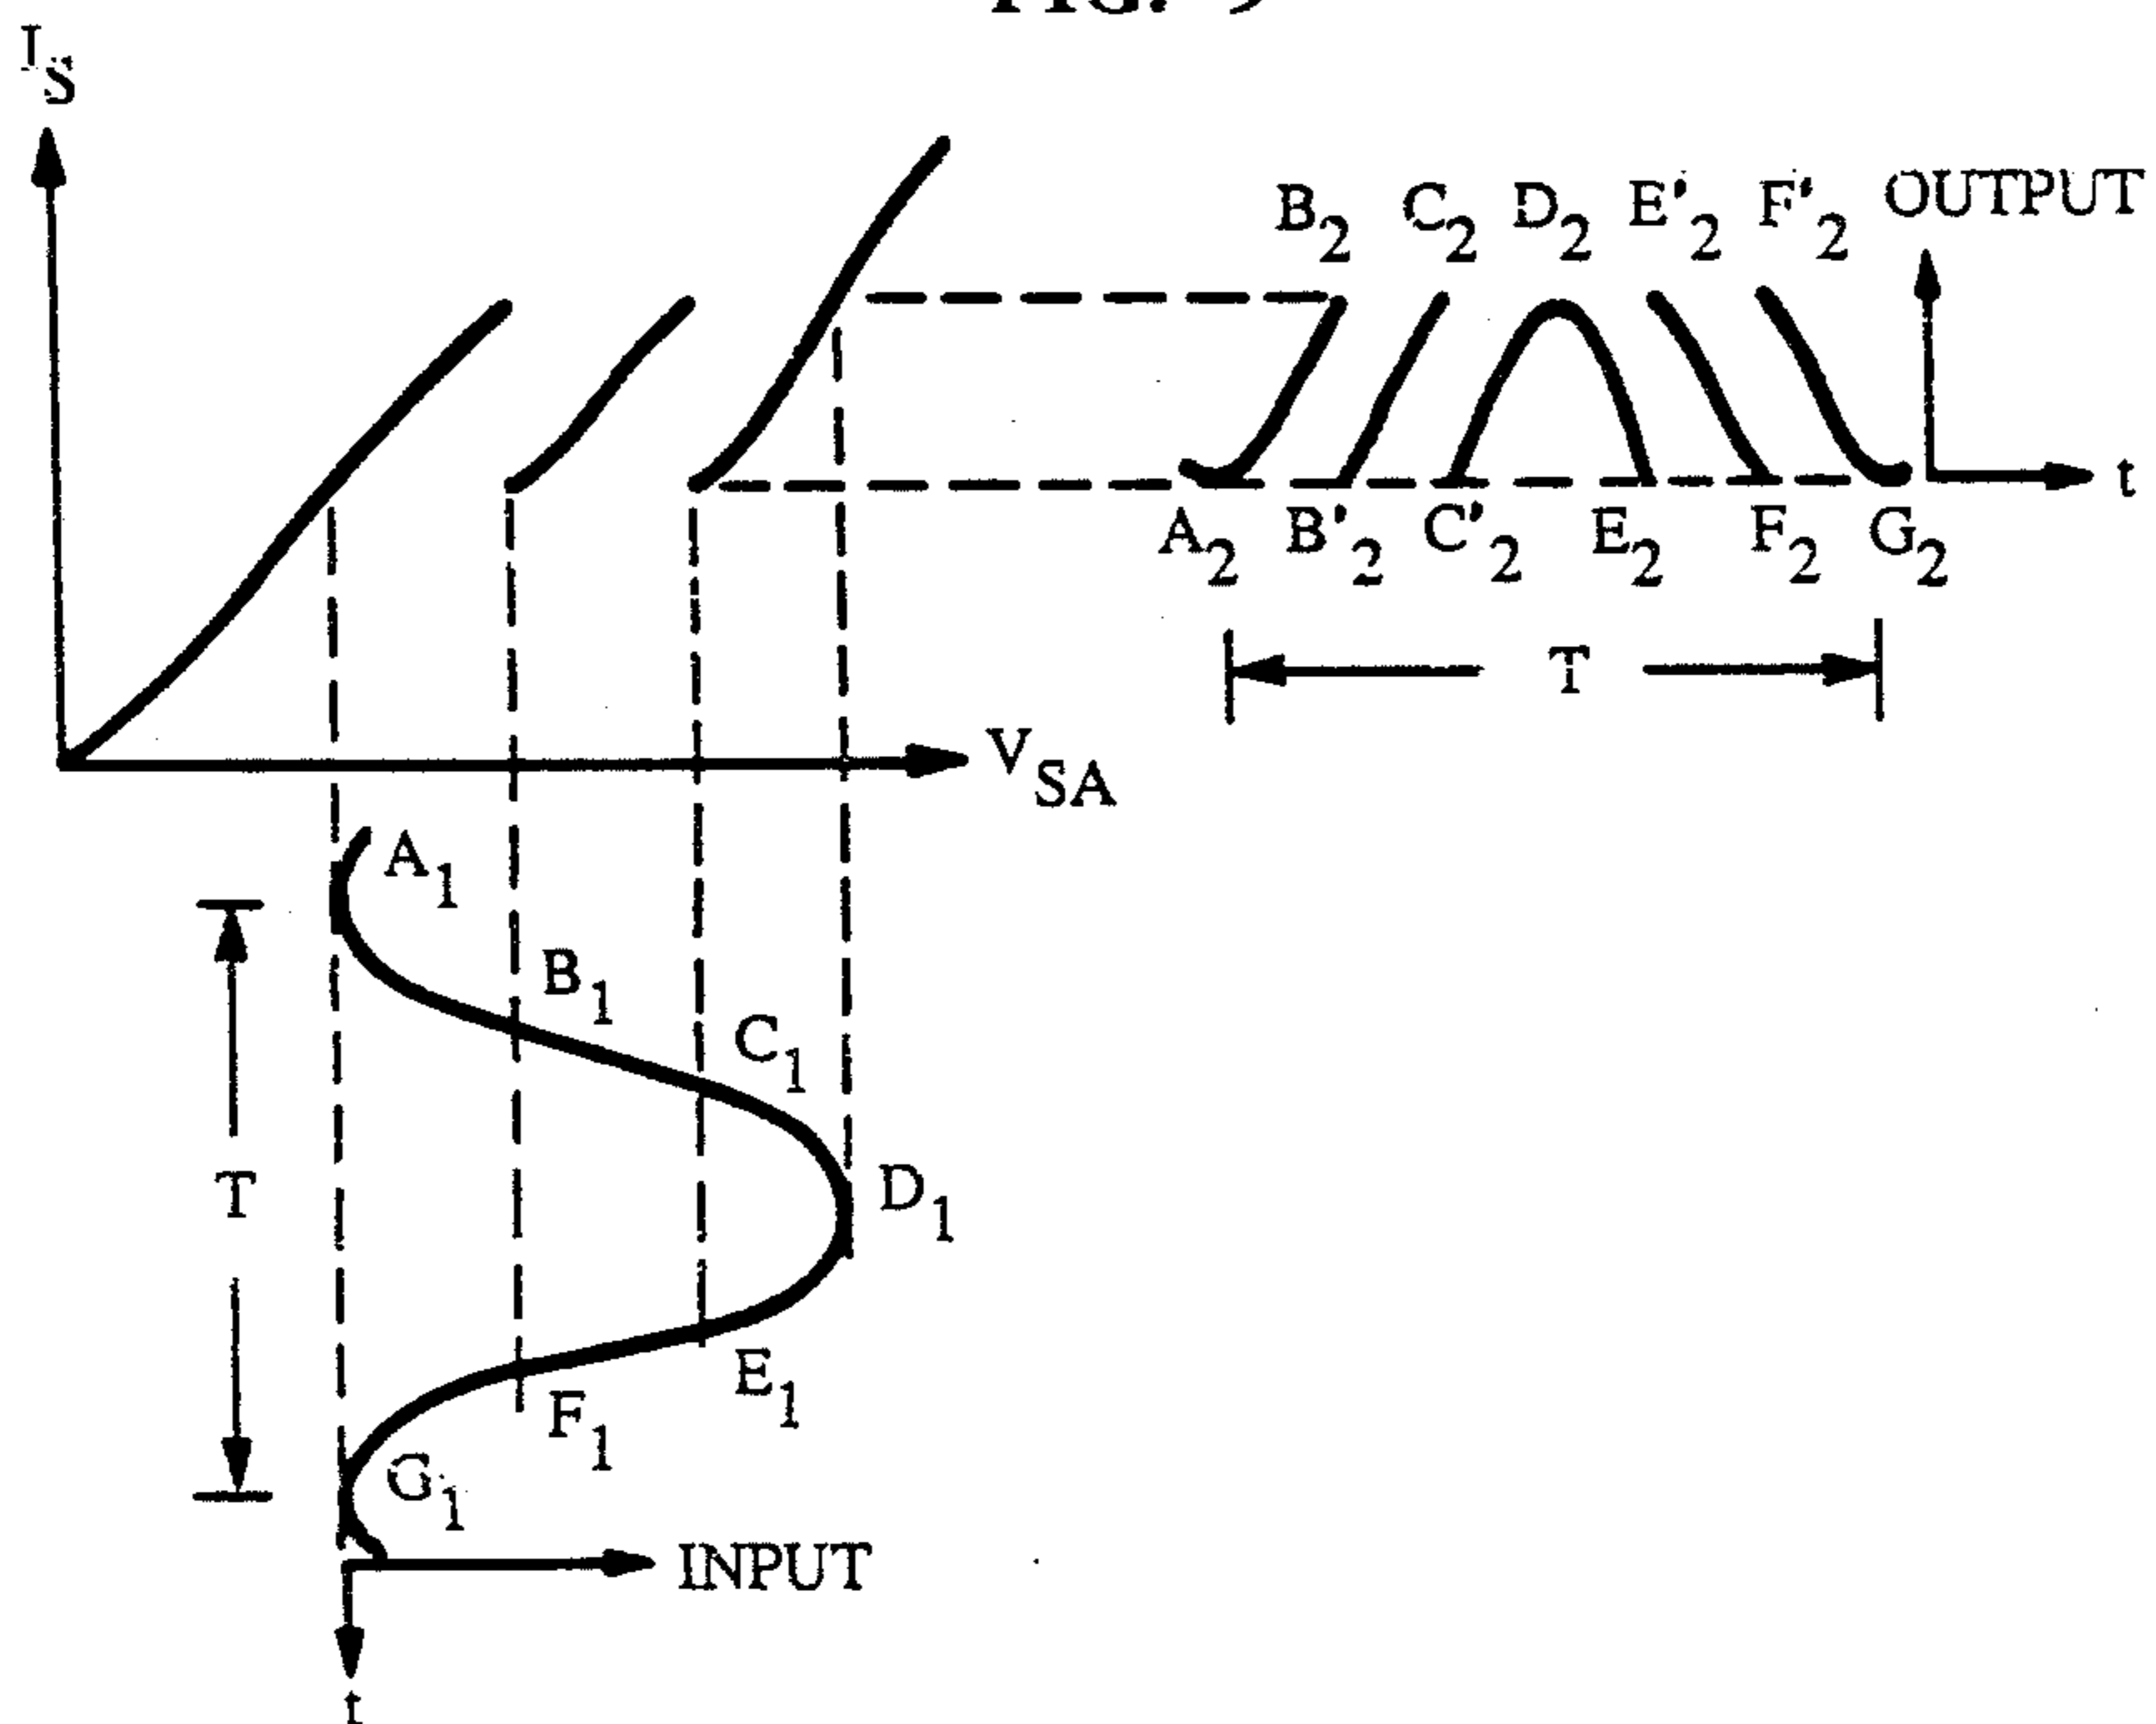 I_S
B_2 C_2 D_2 E'_2 F'_2 OUTPUT
t
A_2 B'_2 C'_2 E_2 F_2 G_2
T
V_SA
A_1
B_1
C_1
T
D_1
E_1
F_1
G_1
INPUT
t